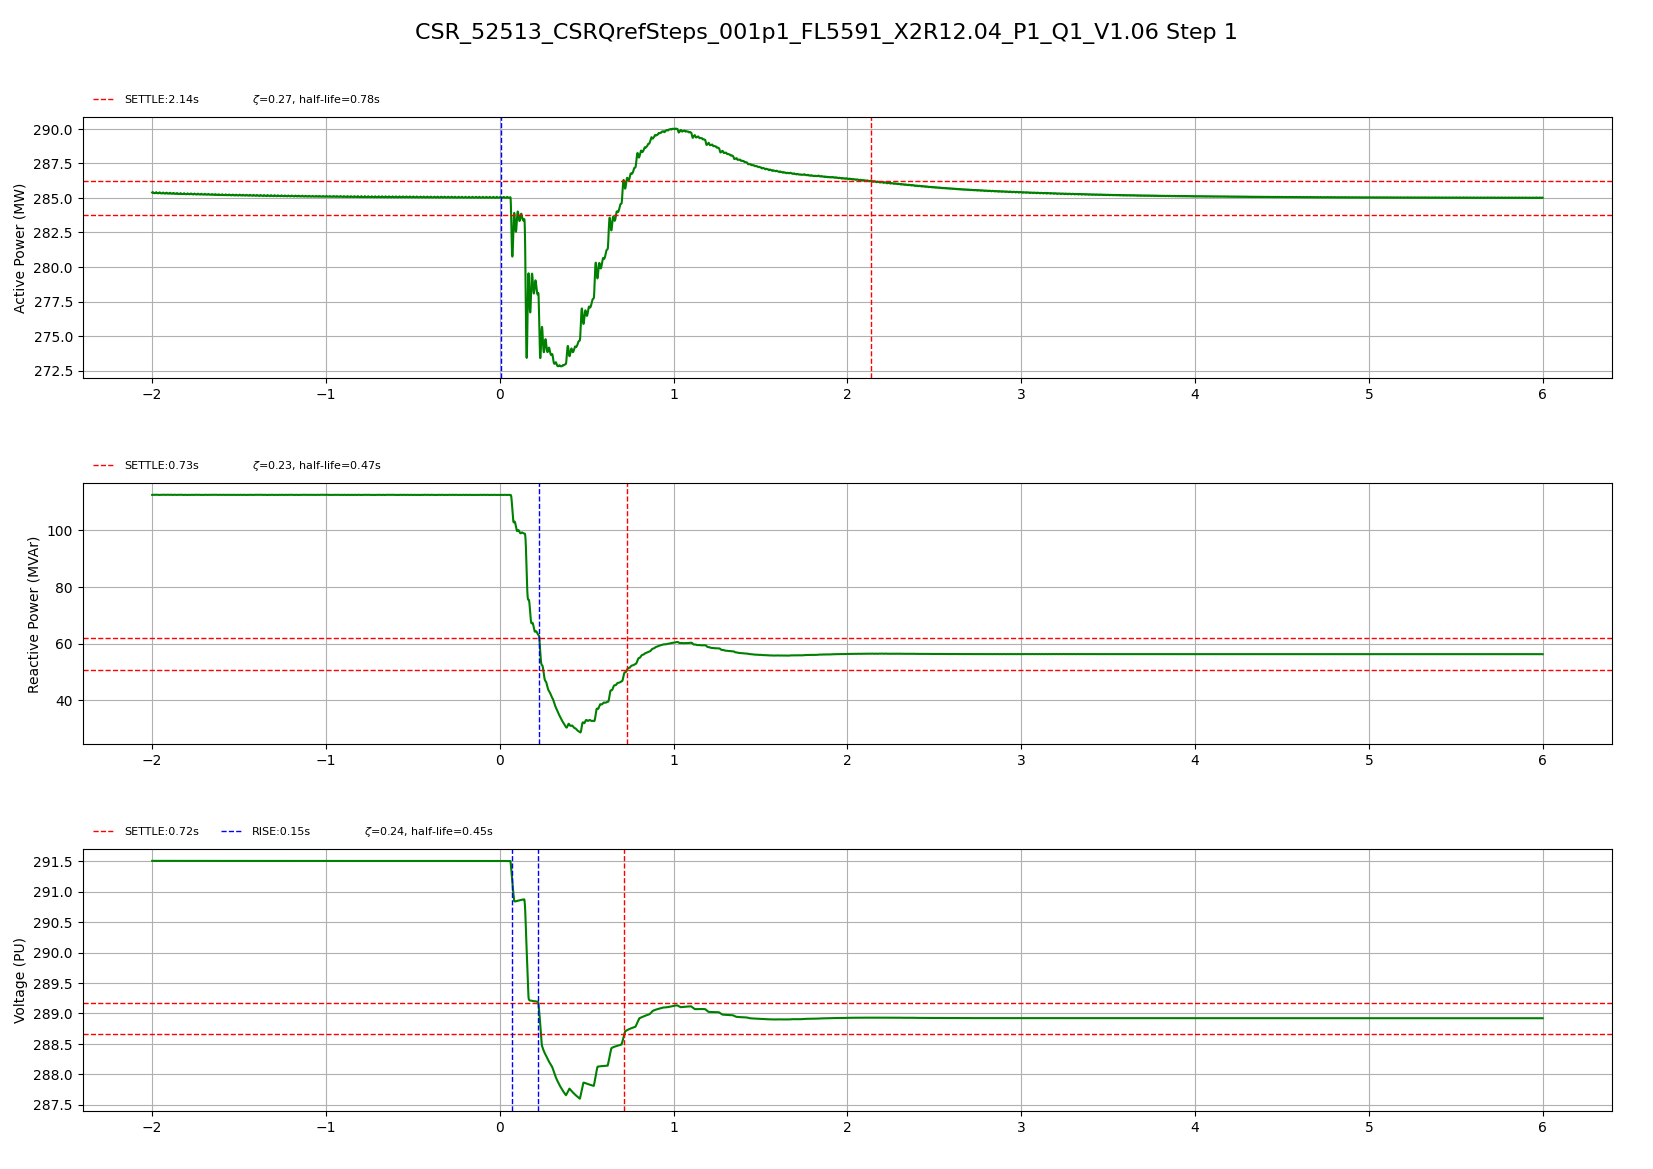 CSR_52513_CSRQrefSteps_001p1_FL5591_X2R12.04_P1_Q1_V1.06 Step 1
SETTLE:2.14s ζ=0.27, half-life=0.78s
Active Power (MW)
290.0
287.5
285.0
282.5
280.0
277.5
275.0
272.5
−2 −1 0 1 2 3 4 5 6
SETTLE:0.73s ζ=0.23, half-life=0.47s
Reactive Power (MVAr)
100
80
60
40
−2 −1 0 1 2 3 4 5 6
SETTLE:0.72s RISE:0.15s ζ=0.24, half-life=0.45s
Voltage (PU)
291.5
291.0
290.5
290.0
289.5
289.0
288.5
288.0
287.5
−2 −1 0 1 2 3 4 5 6